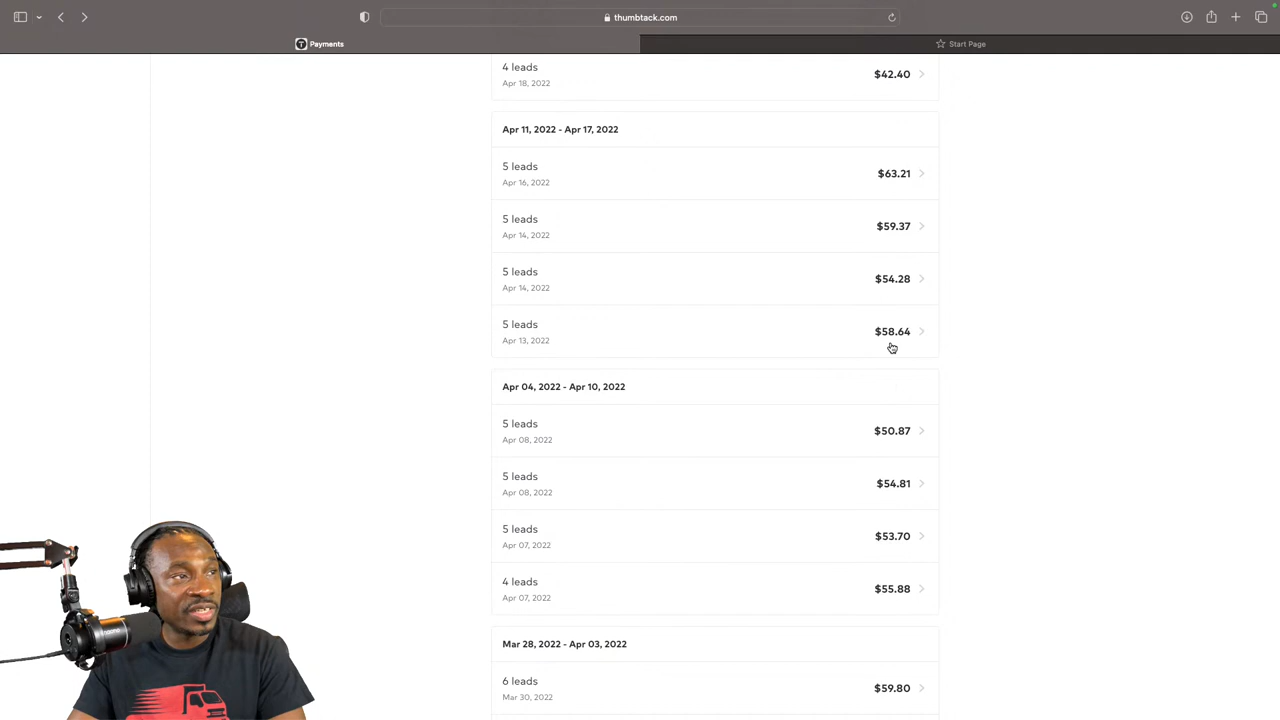 thumbtack.com
Payments
Start Page
4 leads
$42.40
Apr 18, 2022
Apr 11, 2022 - Apr 17, 2022
5 leads
$63.21
Apr 16, 2022
5 leads
$59.37
Apr 14, 2022
5 leads
$54.28
Apr 14, 2022
5 leads
$58.64
Apr 13, 2022
Apr 04, 2022 - Apr 10, 2022
5 leads
$50.87
Apr 08, 2022
5 leads
$54.81
Apr 08, 2022
5 leads
$53.70
Apr 07, 2022
4 leads
$55.88
Apr 07, 2022
Mar 28, 2022 - Apr 03, 2022
6 leads
$59.80
Mar 30, 2022